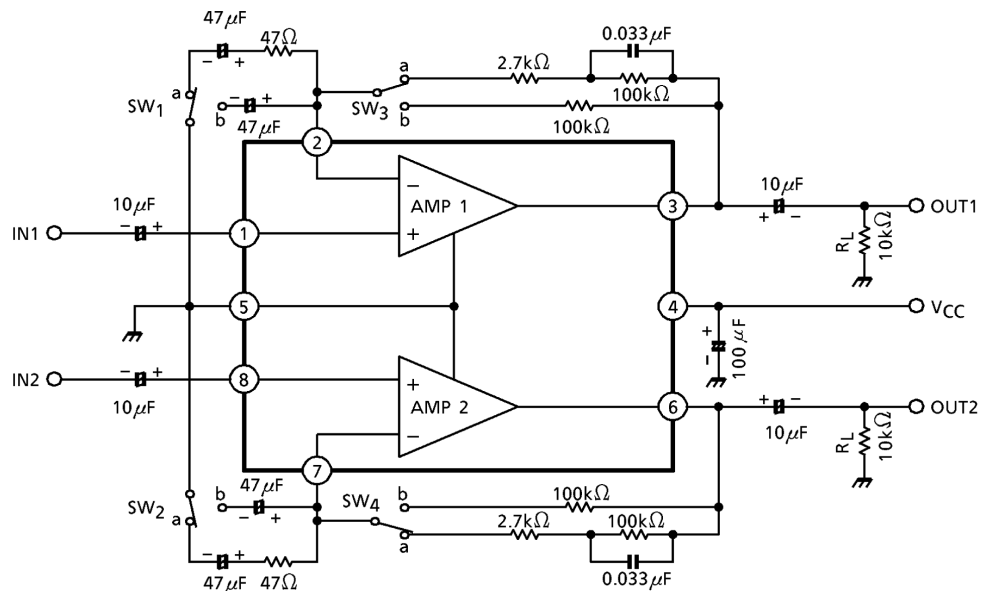 47μF
47Ω
− +
a
SW1
b
− +
47μF
a
SW3
b
2.7kΩ
0.033μF
100kΩ
100kΩ
2
10μF
− +
IN1
1
−
AMP 1
+
3
10μF
+ −
OUT1
RL
10kΩ
5
4
VCC
+
−
100μF
IN2
− +
10μF
8
+
AMP 2
−
6
+ −
10μF
OUT2
RL
10kΩ
7
47μF
b
− +
SW2
a
SW4
b
a
100kΩ
2.7kΩ
100kΩ
0.033μF
− +
47μF
47Ω